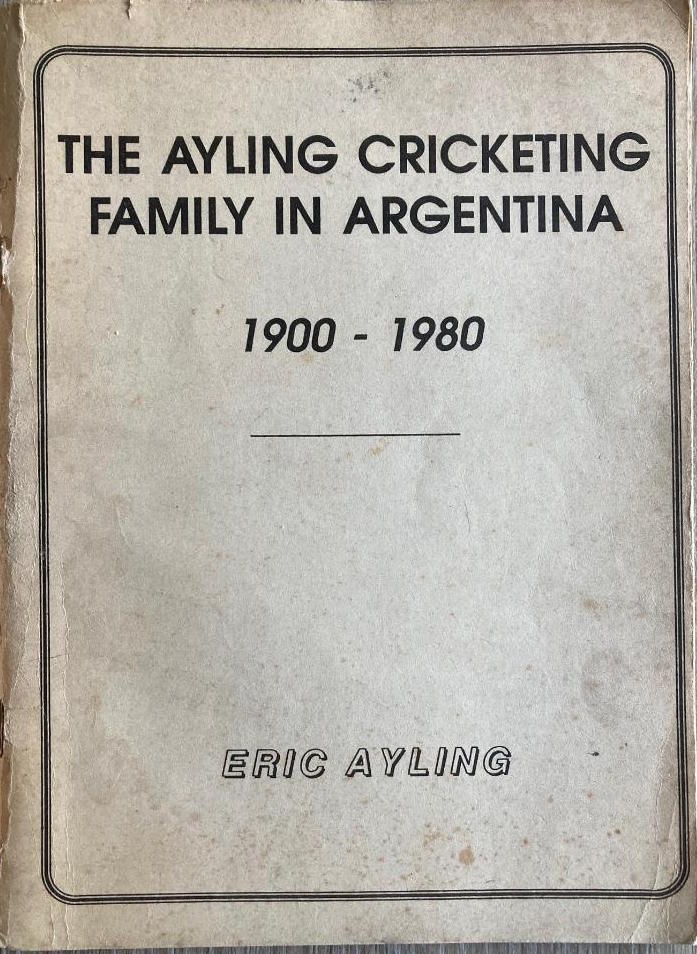 THE AYLING CRICKETING
FAMILY IN ARGENTINA
1900 - 1980
ERIC AYLING